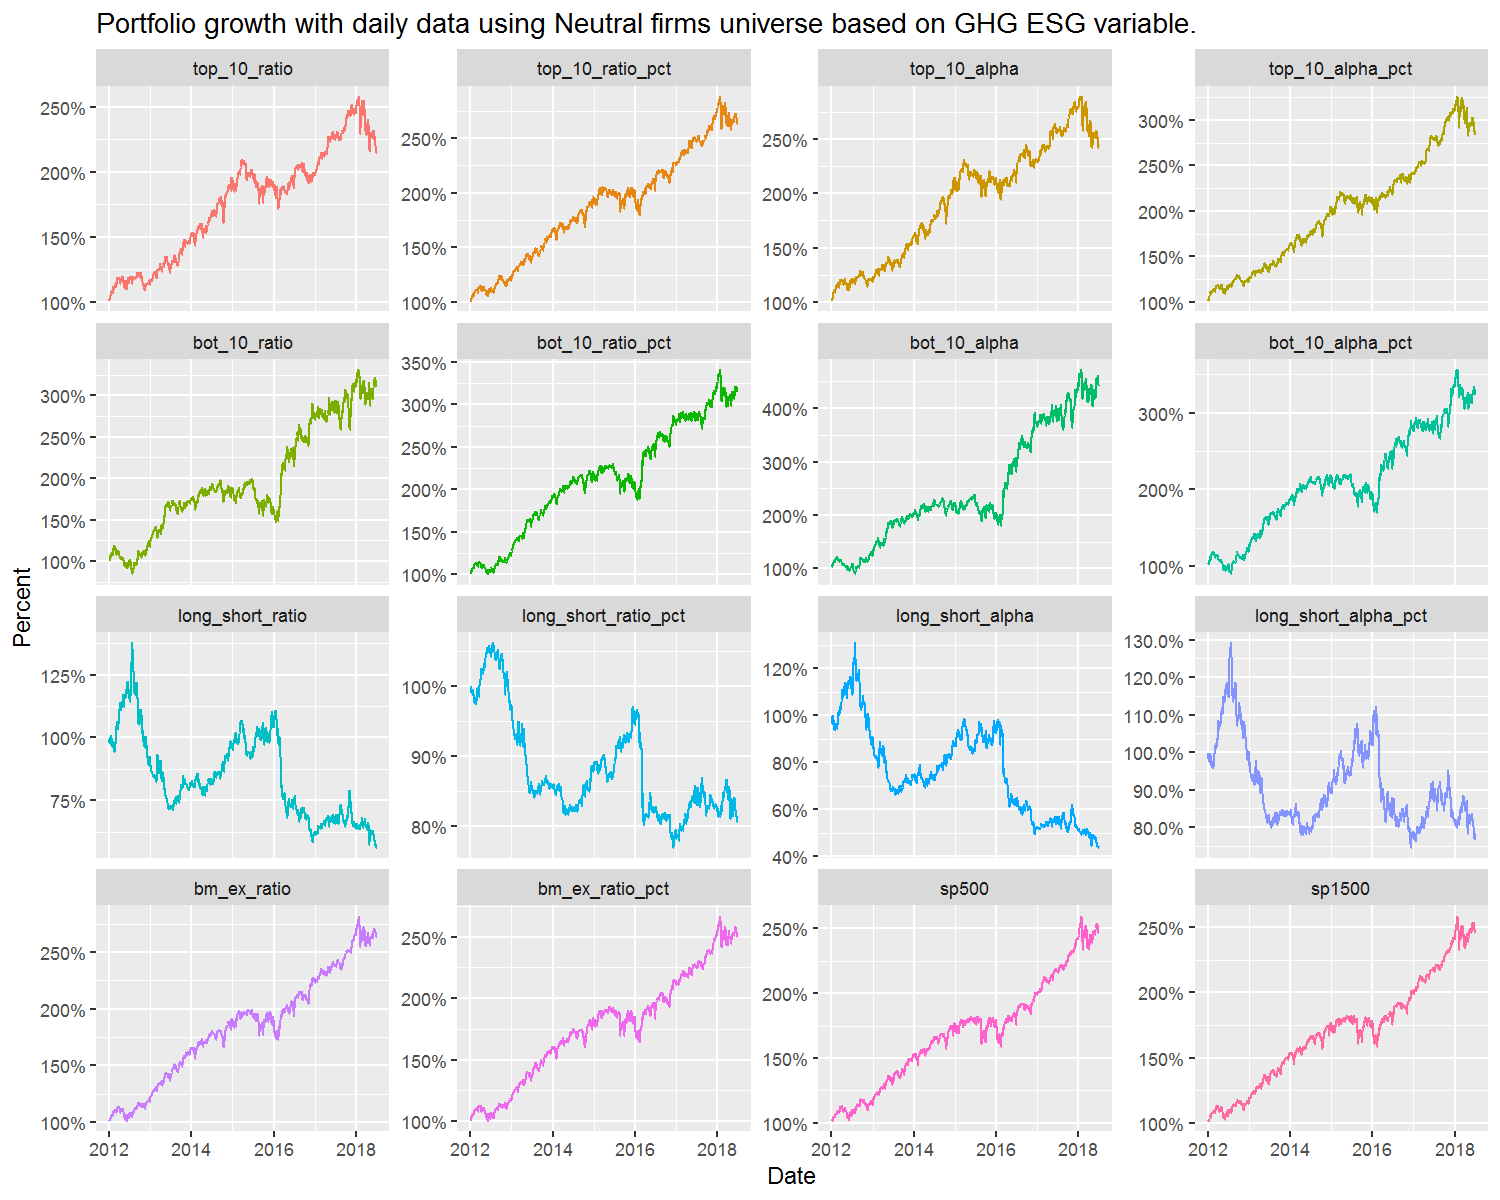 Portfolio growth with daily data using Neutral firms universe based on GHG ESG variable.
top_10_ratio
top_10_ratio_pct
top_10_alpha
top_10_alpha_pct
250%
200%
150%
100%
250%
200%
150%
100%
250%
200%
150%
100%
300%
250%
200%
150%
100%
bot_10_ratio
bot_10_ratio_pct
bot_10_alpha
bot_10_alpha_pct
300%
250%
200%
150%
100%
350%
300%
250%
200%
150%
100%
400%
300%
200%
100%
300%
200%
100%
Percent
long_short_ratio
long_short_ratio_pct
long_short_alpha
long_short_alpha_pct
125%
100%
75%
100%
90%
80%
120%
100%
80%
60%
40%
130.0%
120.0%
110.0%
100.0%
90.0%
80.0%
bm_ex_ratio
bm_ex_ratio_pct
sp500
sp1500
250%
200%
150%
100%
250%
200%
150%
100%
250%
200%
150%
100%
250%
200%
150%
100%
2012 2014 2016 2018
2012 2014 2016 2018
2012 2014 2016 2018
2012 2014 2016 2018
Date